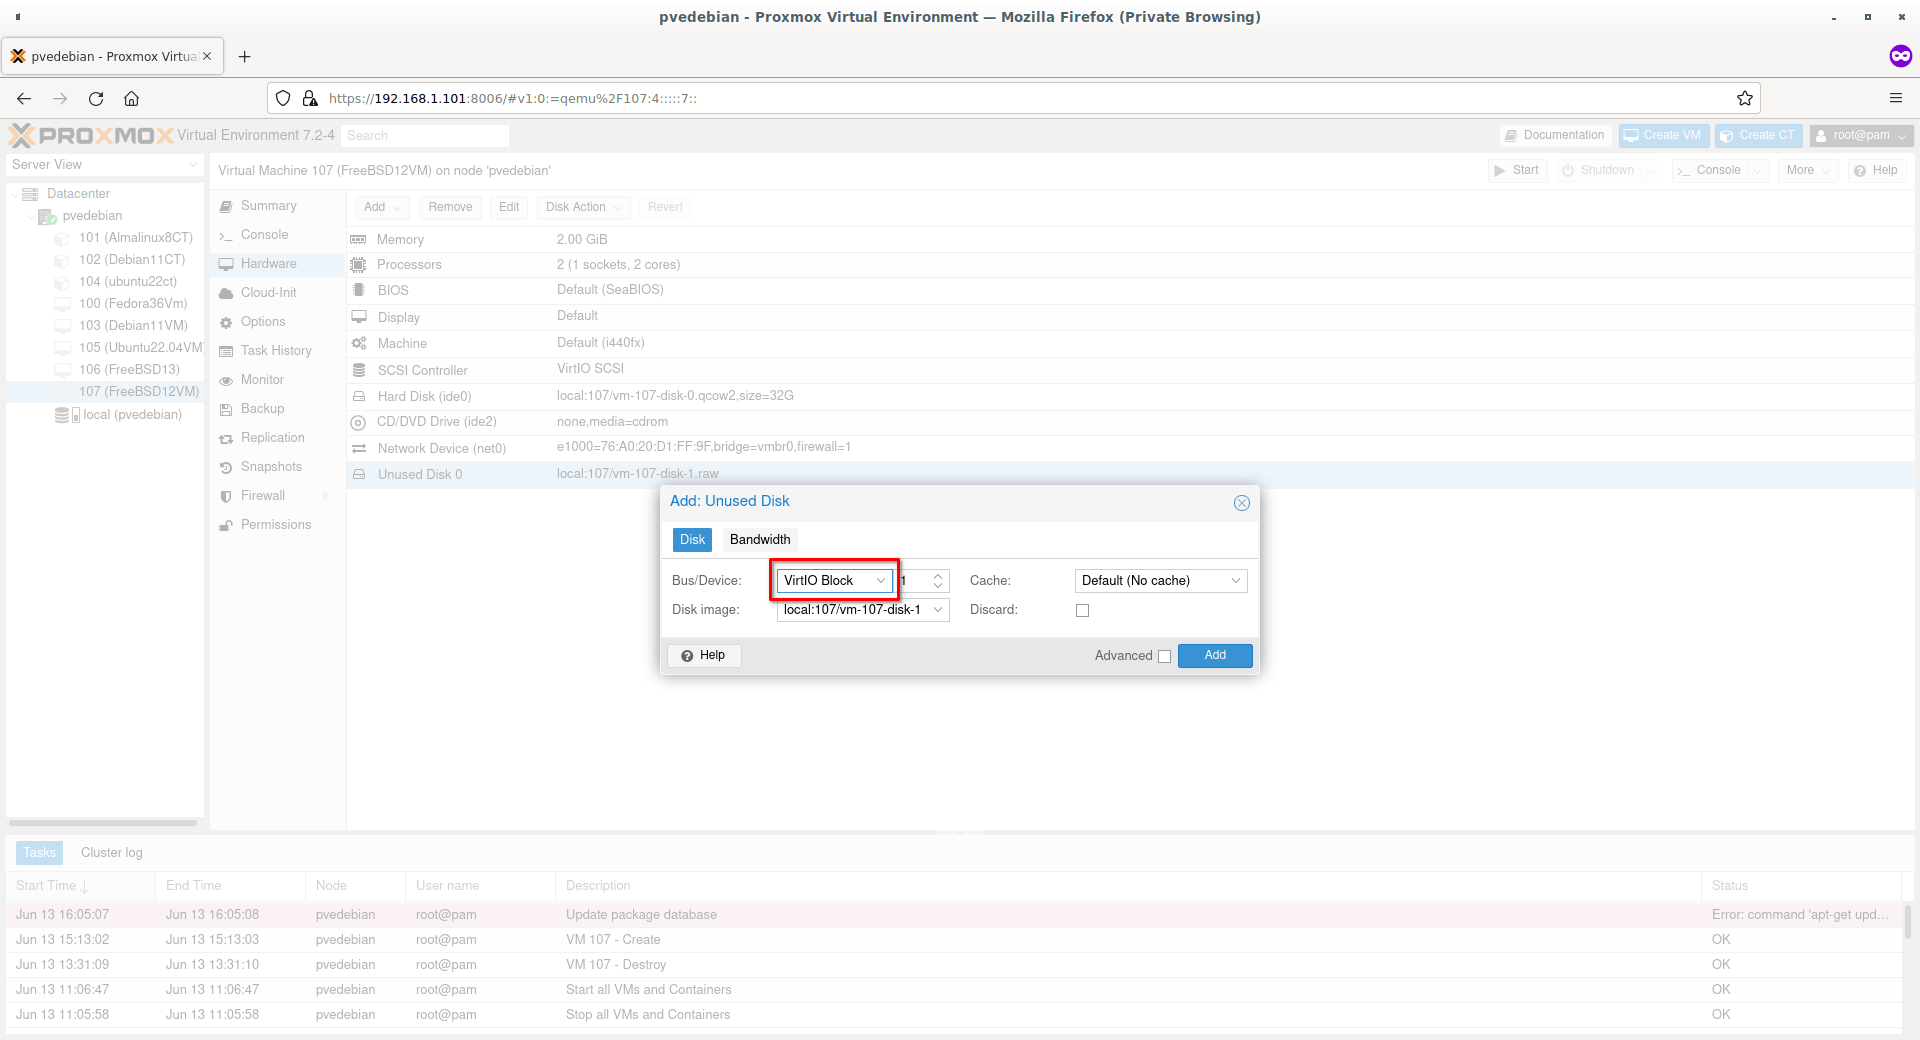 pvedebian - Proxmox Virtual Environment — Mozilla Firefox (Private Browsing)
pvedebian - Proxmox Virtua
https://192.168.1.101:8006/#v1:0:=qemu%2F107:4:::::7::
PROXMOX Virtual Environment 7.2-4 Search Documentation Create VM Create CT root@pam
Server View
Virtual Machine 107 (FreeBSD12VM) on node 'pvedebian' Start Shutdown Console More Help
Datacenter
pvedebian
101 (Almalinux8CT)
102 (Debian11CT)
104 (ubuntu22ct)
100 (Fedora36Vm)
103 (Debian11VM)
105 (Ubuntu22.04VM)
106 (FreeBSD13)
107 (FreeBSD12VM)
local (pvedebian)
Summary
Console
Hardware
Cloud-Init
Options
Task History
Monitor
Backup
Replication
Snapshots
Firewall
Permissions
Add Remove Edit Disk Action Revert
Memory 2.00 GiB
Processors 2 (1 sockets, 2 cores)
BIOS Default (SeaBIOS)
Display Default
Machine Default (i440fx)
SCSI Controller VirtIO SCSI
Hard Disk (ide0) local:107/vm-107-disk-0.qcow2,size=32G
CD/DVD Drive (ide2) none,media=cdrom
Network Device (net0) e1000=76:A0:20:D1:FF:9F,bridge=vmbr0,firewall=1
Unused Disk 0 local:107/vm-107-disk-1.raw
Add: Unused Disk
Disk Bandwidth
Bus/Device: VirtIO Block 1 Cache: Default (No cache)
Disk image: local:107/vm-107-disk-1 Discard:
Help Advanced Add
Tasks Cluster log
Start Time End Time Node User name Description Status
Jun 13 16:05:07 Jun 13 16:05:08 pvedebian root@pam Update package database Error: command 'apt-get upd...
Jun 13 15:13:02 Jun 13 15:13:03 pvedebian root@pam VM 107 - Create OK
Jun 13 13:31:09 Jun 13 13:31:10 pvedebian root@pam VM 107 - Destroy OK
Jun 13 11:06:47 Jun 13 11:06:47 pvedebian root@pam Start all VMs and Containers OK
Jun 13 11:05:58 Jun 13 11:05:58 pvedebian root@pam Stop all VMs and Containers OK